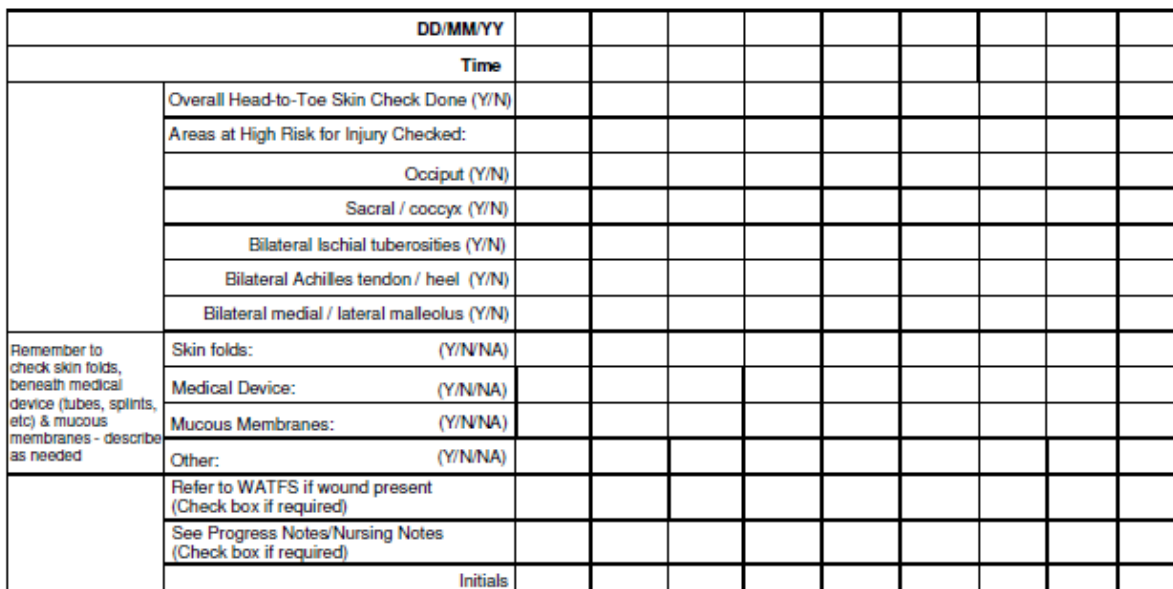 DD/MM/YY
Time
Overall Head-to-Toe Skin Check Done (Y/N)
Areas at High Risk for Injury Checked:
Occiput (Y/N)
Sacral / coccyx (Y/N)
Bilateral Ischial tuberosities (Y/N)
Bilateral Achilles tendon / heel (Y/N)
Bilateral medial / lateral malleolus (Y/N)
Remember to
check skin folds,
beneath medical
device (tubes, splints,
etc) & mucous
membranes - describe
as needed
Skin folds: (Y/N/NA)
Medical Device: (Y/N/NA)
Mucous Membranes: (Y/N/NA)
Other: (Y/N/NA)
Refer to WATFS if wound present
(Check box if required)
See Progress Notes/Nursing Notes
(Check box if required)
Initials